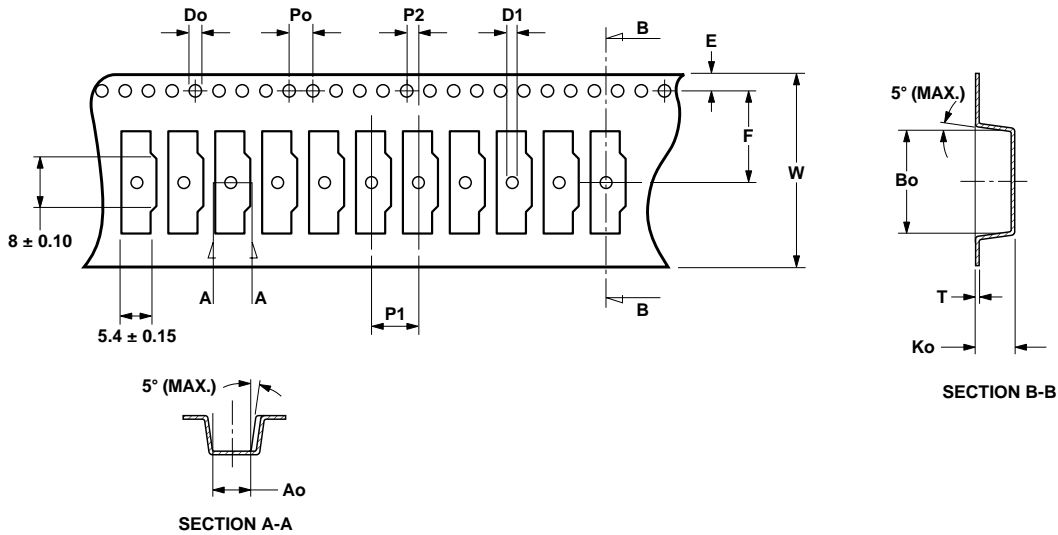 Do
Po
P2
D1
B
E
5° (MAX.)
F
W
Bo
8 ± 0.10
A
A
P1
B
T
5.4 ± 0.15
Ko
5° (MAX.)
SECTION B-B
Ao
SECTION A-A